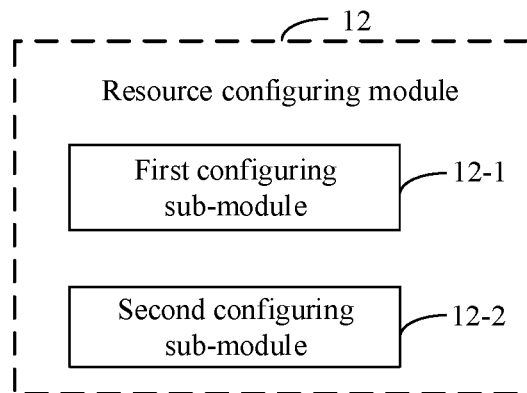 12
Resource configuring module
First configuring
sub-module
12-1
Second configuring
sub-module
12-2